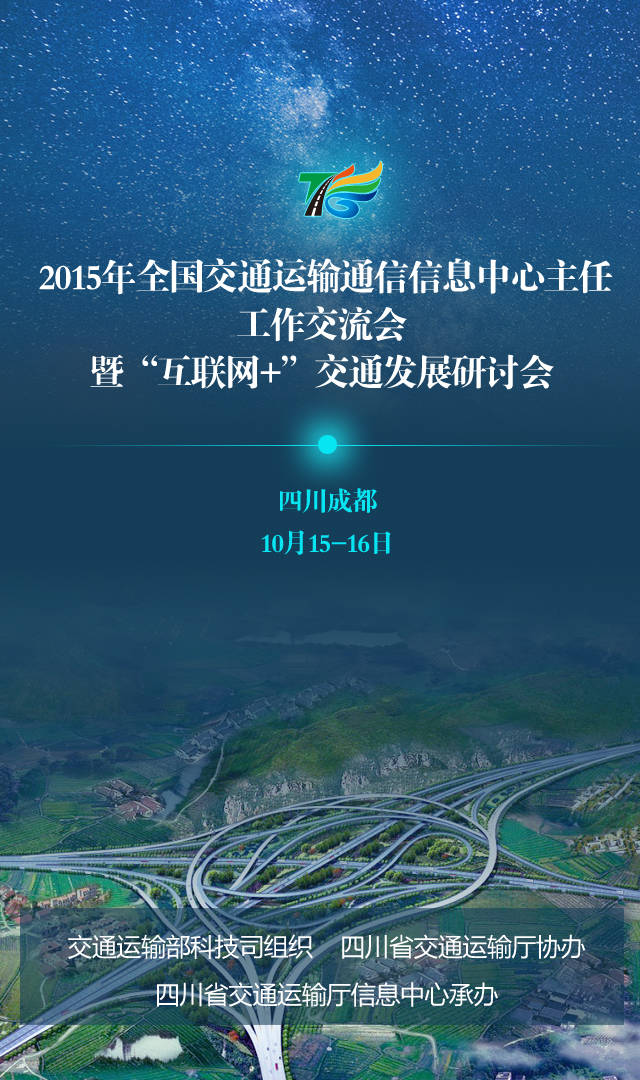 2015年全国交通运输通信信息中心主任
工作交流会
暨“互联网+”交通发展研讨会
四川成都
10月15-16日
交通运输部科技司组织 四川省交通运输厅协办
四川省交通运输厅信息中心承办